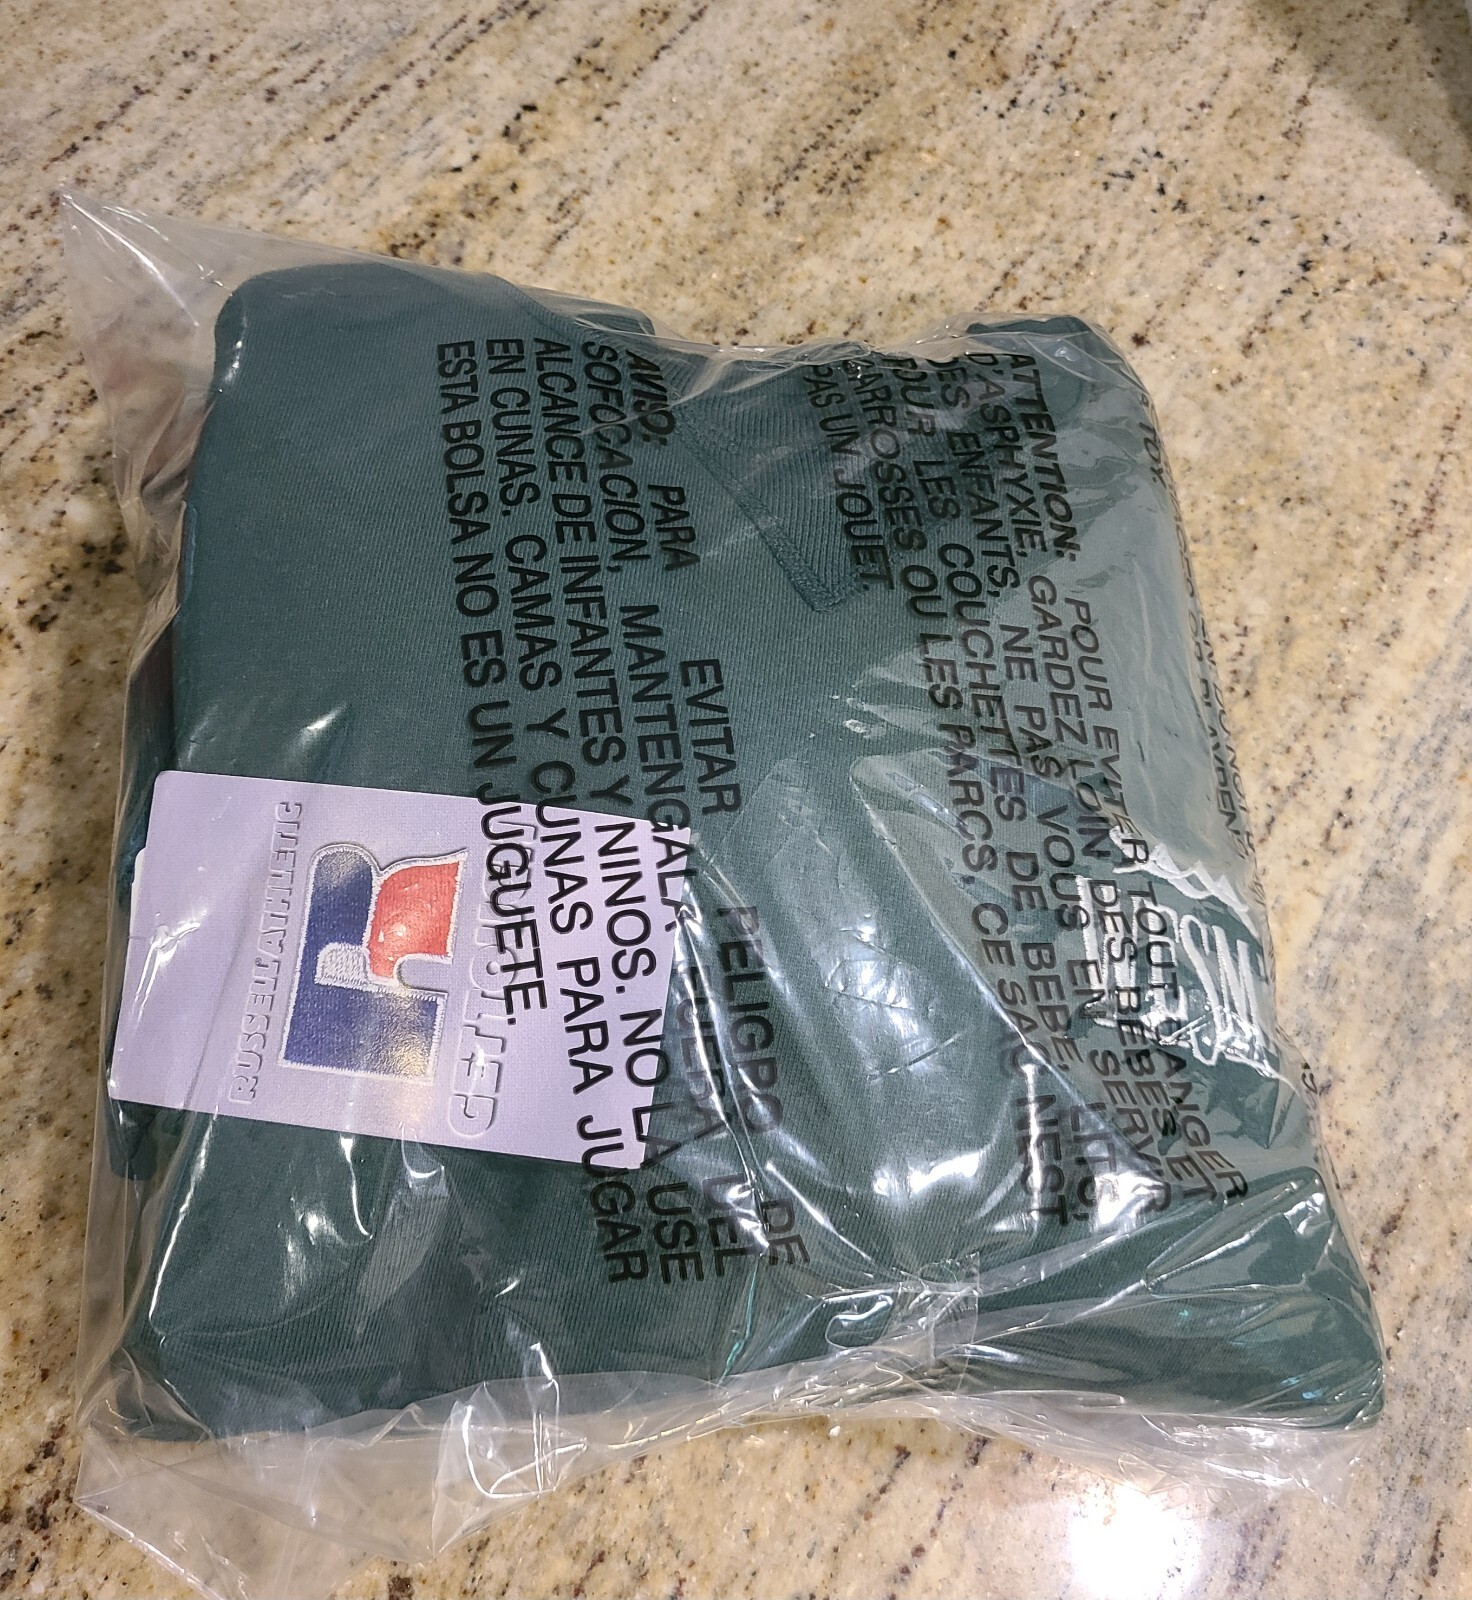 AVISO: PARA EVITAR PELIGRO DE
SOFOCACION, MANTENGALA FUERA DEL
ALCANCE DE INFANTES Y NINOS. NO LA USE
EN CUNAS, CAMAS Y CUNAS PARA JUGAR
ESTA BOLSA NO ES UN JUGUETE.
ATTENTION: POUR EVITER TOUT DANGER
D'ASPHYXIE, GARDEZ LOIN DES BEBES ET
DES ENFANTS, NE PAS VOUS EN SERVIR
POUR LES COUCHETTES DE BEBE, LITS,
CARROSSES OU LES PARCS, CE SAC N'EST
PAS UN JOUET.
RUSSELL ATHLETIC
R
GET IT
A TOY.